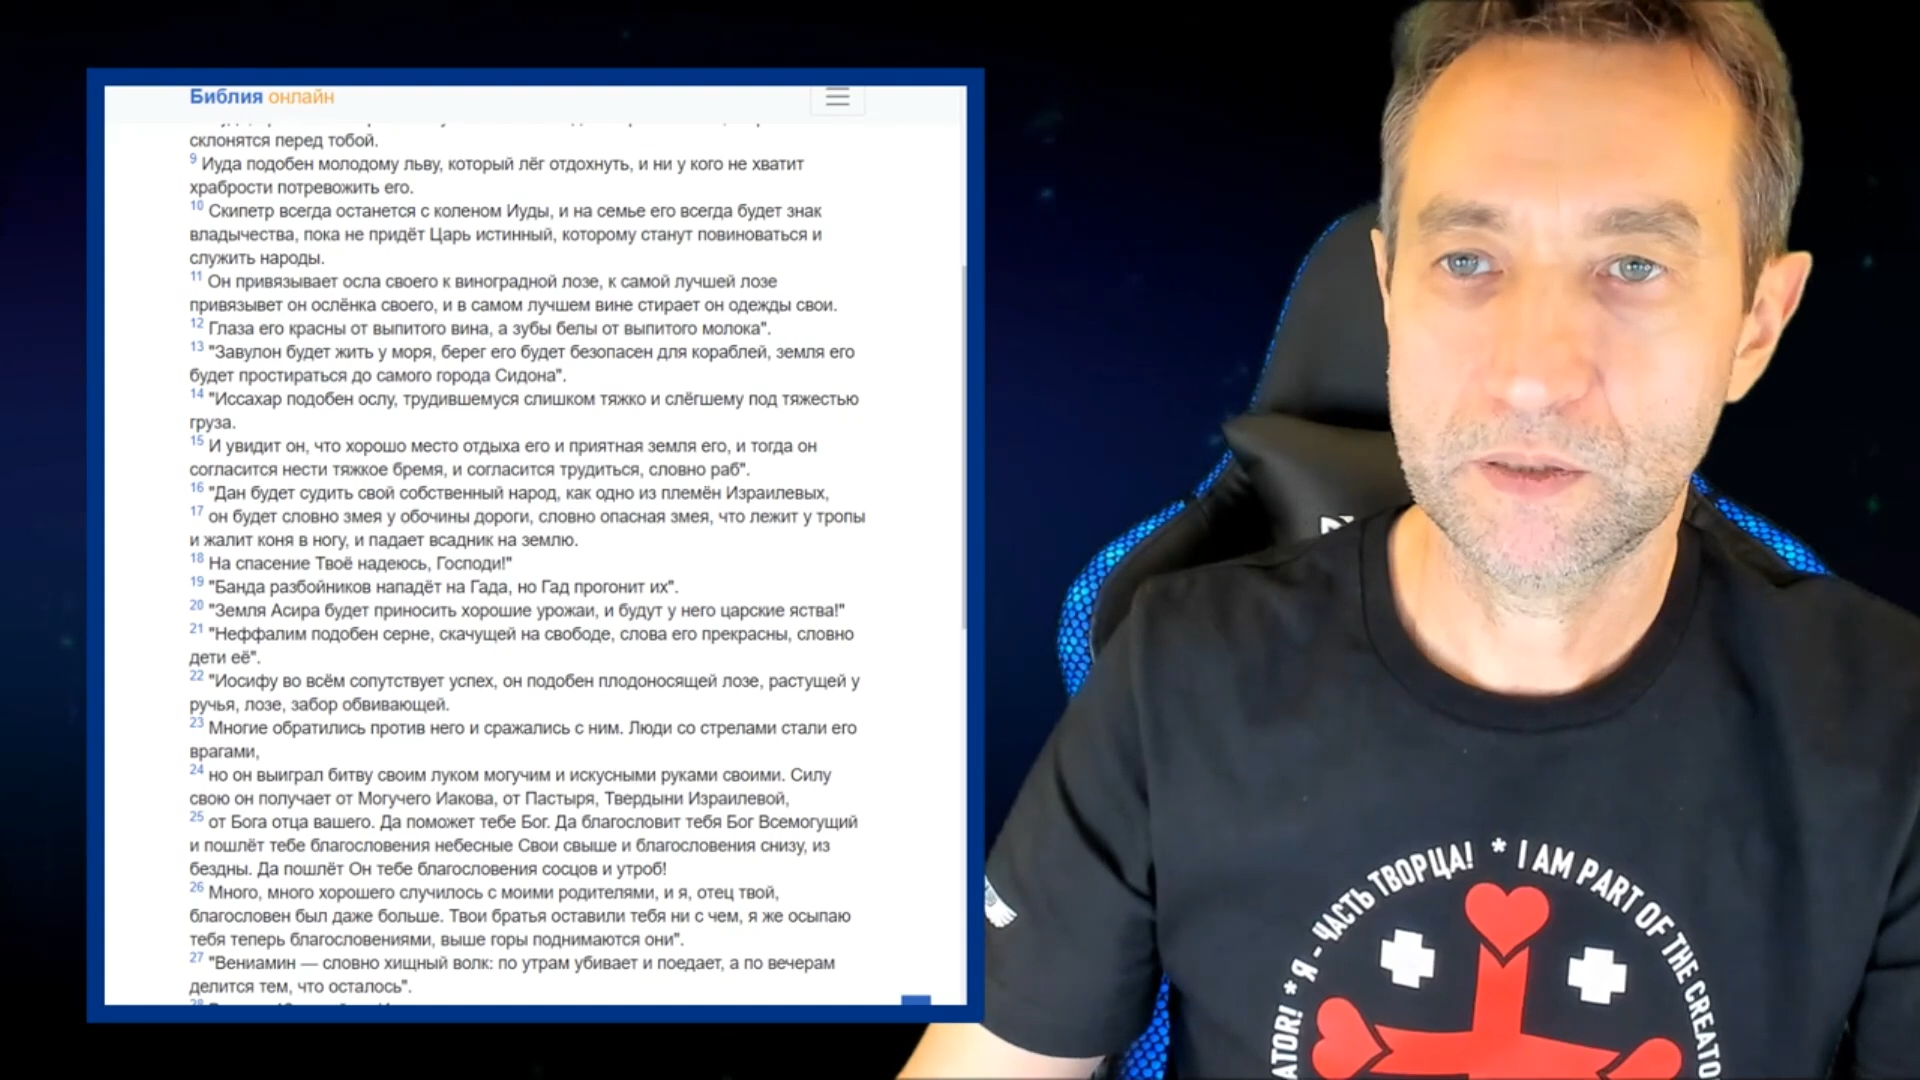 Библия онлайн
склонятся перед тобой.
9 Иуда подобен молодому льву, который лёг отдохнуть, и ни у кого не хватит
храбрости потревожить его.
10 Скипетр всегда останется с коленом Иуды, и на семье его всегда будет знак
владычества, пока не придёт Царь истинный, которому станут повиноваться и
служить народы.
11 Он привязывает осла своего к виноградной лозе, к самой лучшей лозе
привязывет он ослёнка своего, и в самом лучшем вине стирает он одежды свои.
12 Глаза его красны от выпитого вина, а зубы белы от выпитого молока".
13 "Завулон будет жить у моря, берег его будет безопасен для кораблей, земля его
будет простираться до самого города Сидона".
14 "Иссахар подобен ослу, трудившемуся слишком тяжко и слёгшему под тяжестью
груза.
15 И увидит он, что хорошо место отдыха его и приятная земля его, и тогда он
согласится нести тяжкое бремя, и согласится трудиться, словно раб".
16 "Дан будет судить свой собственный народ, как одно из племён Израилевых,
17 он будет словно змея у обочины дороги, словно опасная змея, что лежит у тропы
и жалит коня в ногу, и падает всадник на землю.
18 На спасение Твоё надеюсь, Господи!"
19 "Банда разбойников нападёт на Гада, но Гад прогонит их".
20 "Земля Асира будет приносить хорошие урожаи, и будут у него царские яства!"
21 "Неффалим подобен серне, скачущей на свободе, слова его прекрасны, словно
дети её".
22 "Иосифу во всём сопутствует успех, он подобен плодоносящей лозе, растущей у
ручья, лозе, забор обвивающей.
23 Многие обратились против него и сражались с ним. Люди со стрелами стали его
врагами,
24 но он выиграл битву своим луком могучим и искусными руками своими. Силу
свою он получает от Могучего Иакова, от Пастыря, Твердыни Израилевой,
25 от Бога отца вашего. Да поможет тебе Бог. Да благословит тебя Бог Всемогущий
и пошлёт тебе благословения небесные Свои свыше и благословения снизу, из
бездны. Да пошлёт Он тебе благословения сосцов и утроб!
26 Много, много хорошего случилось с моими родителями, и я, отец твой,
благословен был даже больше. Твои братья оставили тебя ни с чем, я же осыпаю
тебя теперь благословениями, выше горы поднимаются они".
27 "Вениамин — словно хищный волк: по утрам убивает и поедает, а по вечерам
делится тем, что осталось".
* Я - ЧАСТЬ ТВОРЦА! * I AM PART OF THE CREATO
ATOR!